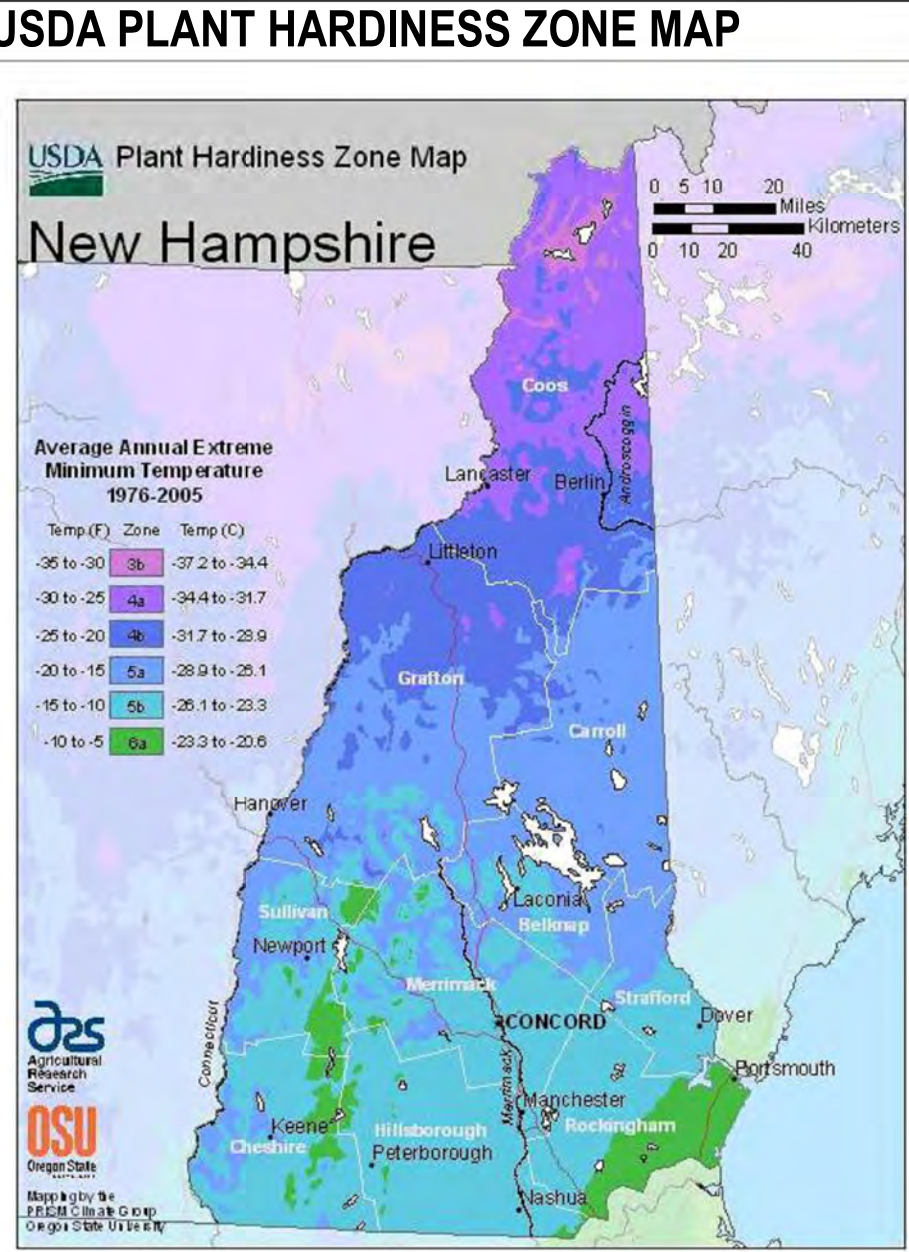 USDA PLANT HARDINESS ZONE MAP
USDA Plant Hardiness Zone Map
New Hampshire
0 5 10 20
Miles
Kilometers
0 10 20 40
Coos
Androscoggin
Lancaster
Berlin
Average Annual Extreme
Minimum Temperature
1976-2005
Temp (F) Zone Temp (C)
-35 to -30 3b -37.2 to -34.4
-30 to -25 4a -34.4 to -31.7
-25 to -20 4b -31.7 to -28.9
-20 to -15 5a -28.9 to -26.1
-15 to -10 5b -26.1 to -23.3
-10 to -5 6a -23.3 to -20.6
Littleton
Grafton
Carroll
Hanover
Laconia
Sullivan
Belknap
Newport
Merrimack
Strafford
CONCORD
Dover
Connecticut
Portsmouth
Merrimack
Manchester
Keene
Hillsborough
Rockingham
Cheshire
Peterborough
Nashua
ars
Agricultural
Research
Service
OSU
Oregon State
Mapping by the
PRISM Climate Group
Oregon State University